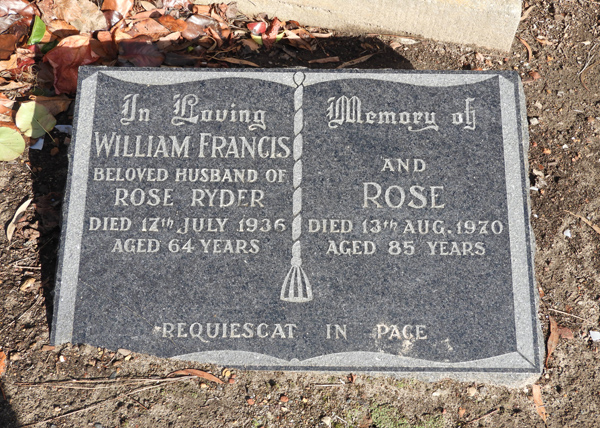 In Loving Memory of
WILLIAM FRANCIS
BELOVED HUSBAND OF
ROSE RYDER
DIED 17th JULY 1936
AGED 64 YEARS
AND
ROSE
DIED 13th AUG. 1970
AGED 85 YEARS
REQUIESCAT IN PACE